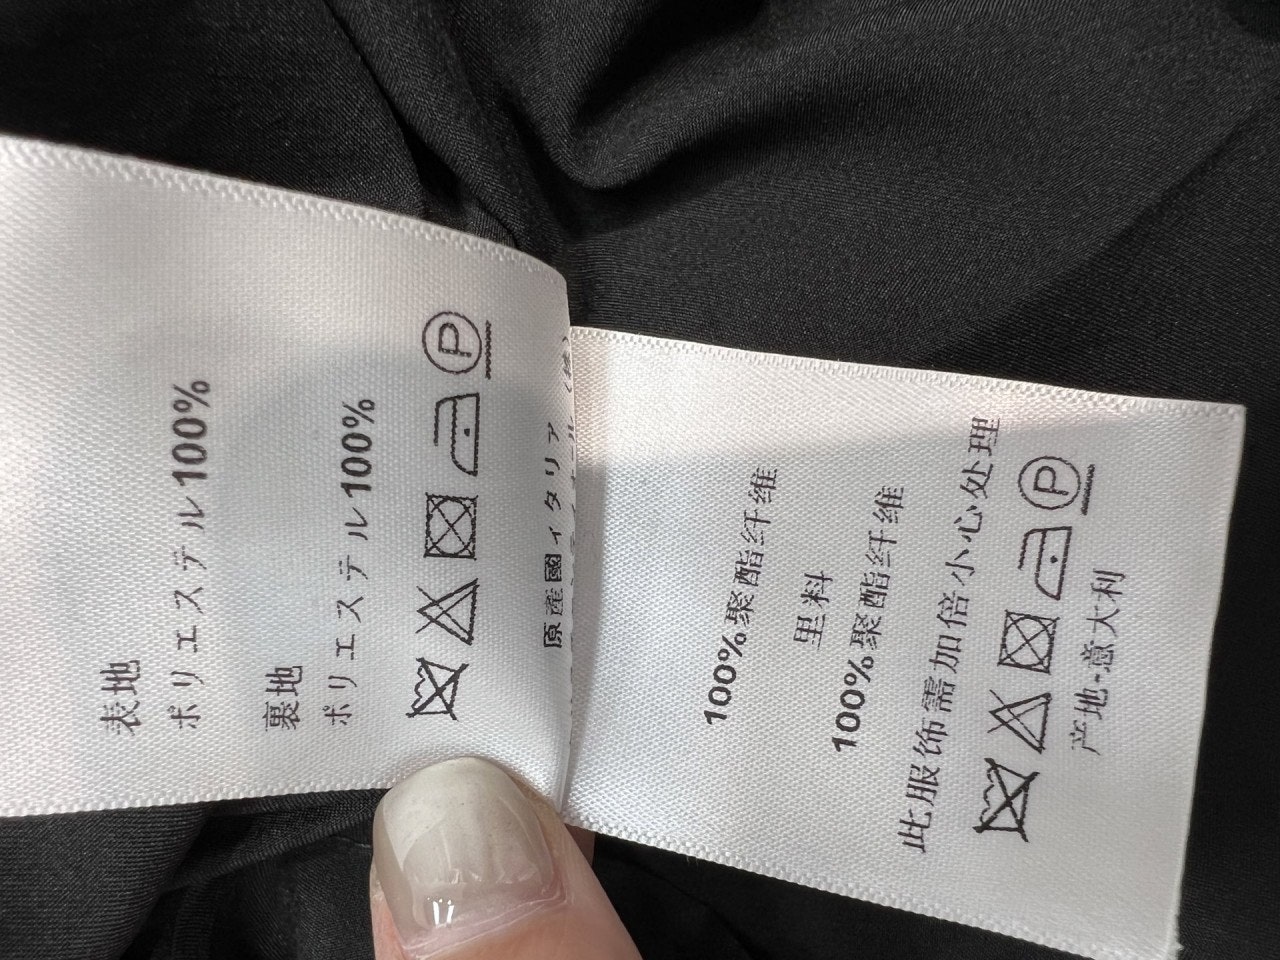 表地
ポリエステル100%
裏地
ポリエステル100%
P
原産國イタリア
100%聚酯纤维
里料
100%聚酯纤维
此服饰需加倍小心处理
P
产地-意大利